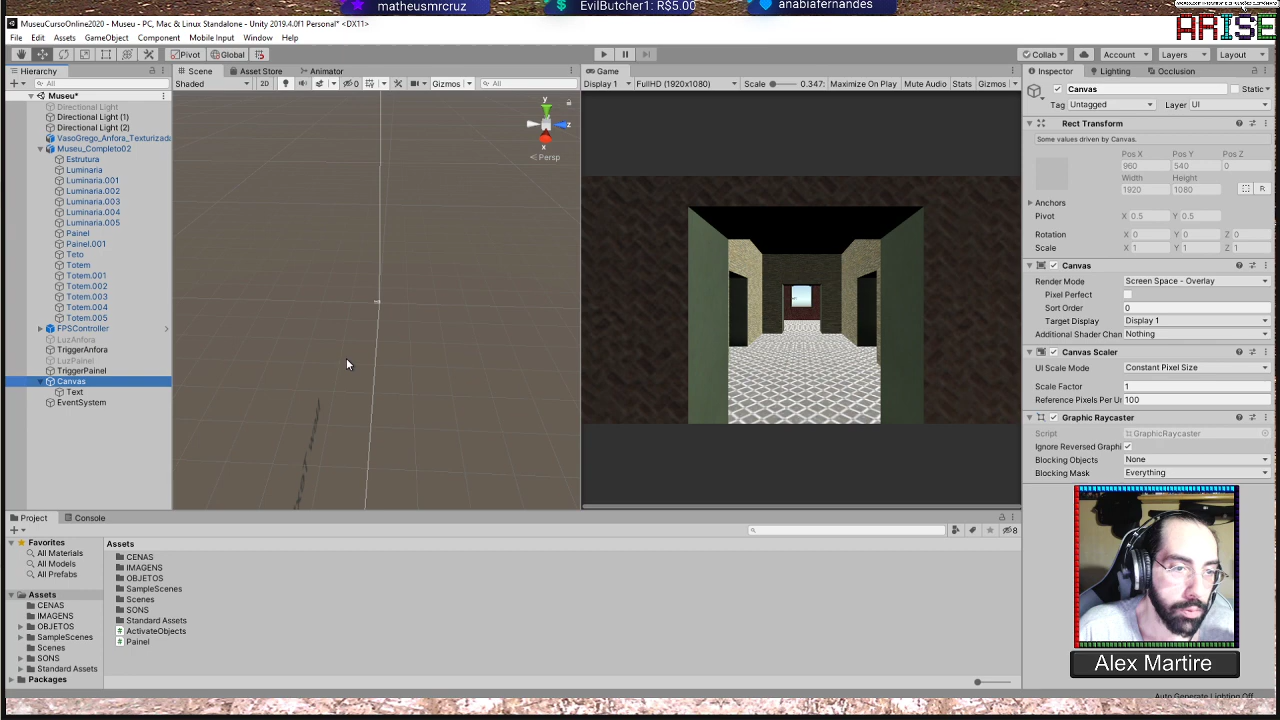 matheusmrcruz
EvilButcher1: R$5.00
anabiafernandes
ARISE
MuseuCursoOnline2020 - Museu - PC, Mac & Linux Standalone - Unity 2019.4.0f1 Personal* <DX11>
File Edit Assets GameObject Component Mobile Input Window Help
Pivot Global Collab Account Layers Layout
Hierarchy
All
Museu*
Directional Light
Directional Light (1)
Directional Light (2)
VasoGrego_Anfora_Texturizada
Museu_Completo02
Estrutura
Luminaria
Luminaria.001
Luminaria.002
Luminaria.003
Luminaria.004
Luminaria.005
Painel
Painel.001
Teto
Totem
Totem.001
Totem.002
Totem.003
Totem.004
Totem.005
FPSController
LuzAnfora
TriggerAnfora
LuzPainel
TriggerPainel
Canvas
Text
EventSystem
Scene Asset Store Animator
Shaded 2D 0 Gizmos All
y
z
x
Persp
Game
Display 1 FullHD (1920x1080) Scale 0.347: Maximize On Play Mute Audio Stats Gizmos
Inspector Lighting Occlusion
Canvas Static
Tag Untagged Layer UI
Rect Transform
Some values driven by Canvas.
Pos X Pos Y Pos Z
960 540 0
Width Height
1920 1080
R
Anchors
Pivot X 0.5 Y 0.5
Rotation X 0 Y 0 Z 0
Scale X 1 Y 1 Z 1
Canvas
Render Mode Screen Space - Overlay
Pixel Perfect
Sort Order 0
Target Display Display 1
Additional Shader Chan Nothing
Canvas Scaler
UI Scale Mode Constant Pixel Size
Scale Factor 1
Reference Pixels Per U 100
Graphic Raycaster
Script GraphicRaycaster
Ignore Reversed Graphi
Blocking Objects None
Blocking Mask Everything
Project Console
8
Favorites
All Materials
All Models
All Prefabs
Assets
CENAS
IMAGENS
OBJETOS
SampleScenes
Scenes
SONS
Standard Assets
Packages
Assets
CENAS
IMAGENS
OBJETOS
SampleScenes
Scenes
SONS
Standard Assets
ActivateObjects
Painel
Alex Martire
Auto Generate Lighting Off